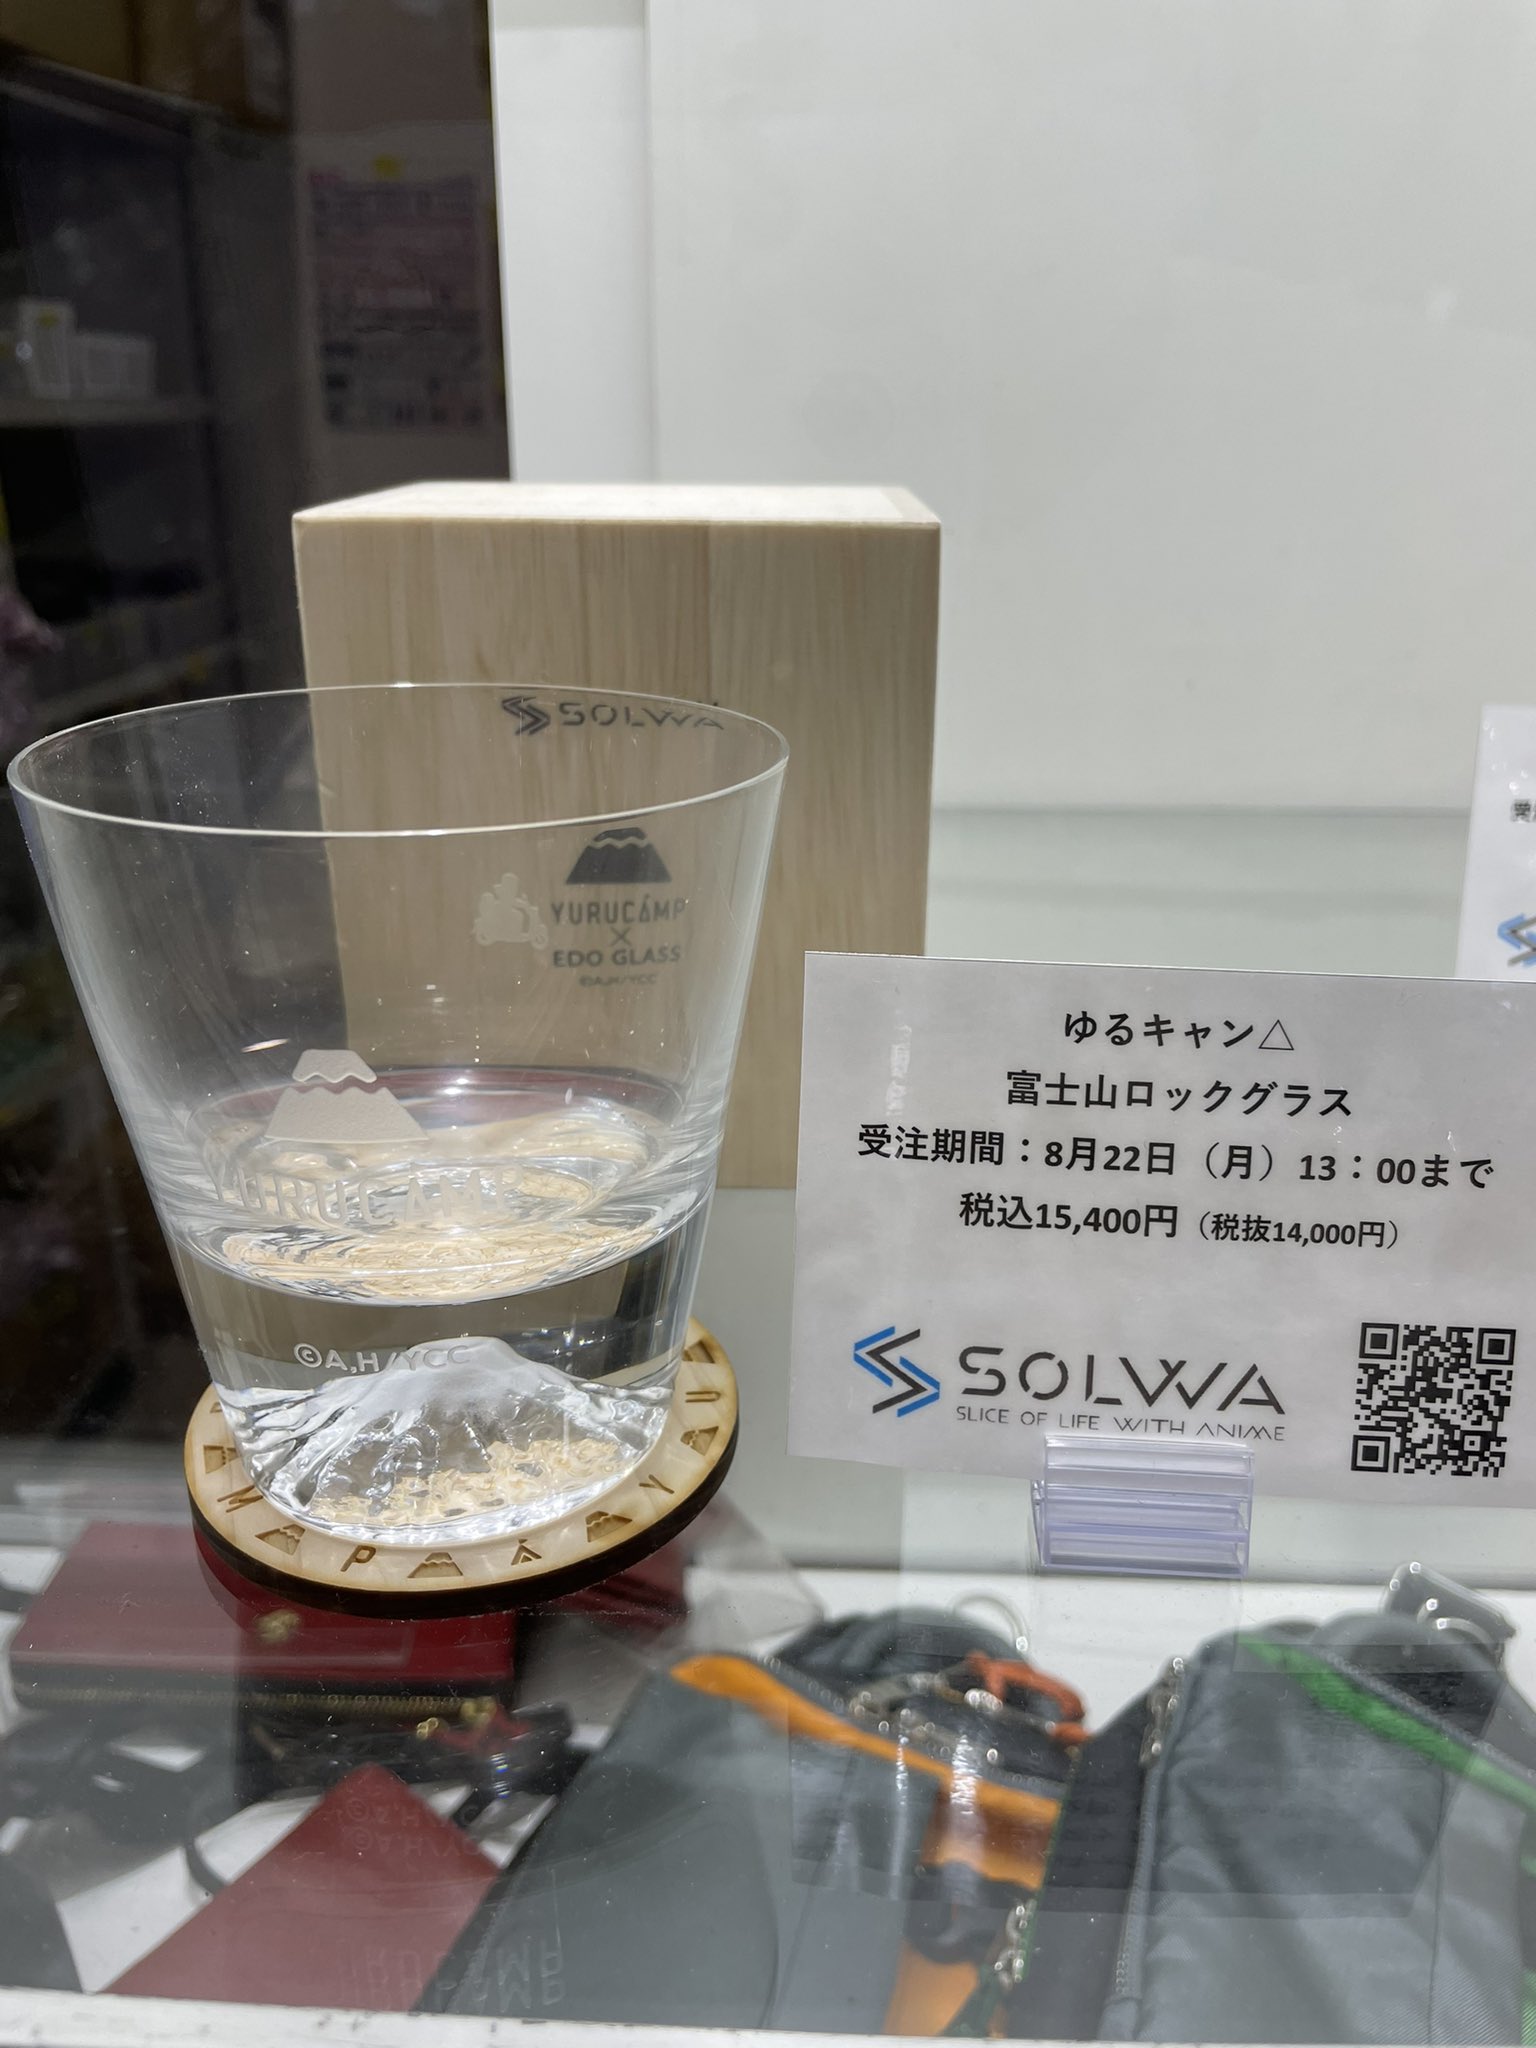 SOLWA
YURUCAMP
×
EDO GLASS
©A,H/YCC
YURUCAMP
©A,H/YCC
U
Y
M
P
ゆるキャン△
富士山ロックグラス
受注期間：8月22日（月）13：00まで
税込15,400円（税抜14,000円）
SOLWA
SLICE OF LIFE WITH ANIME